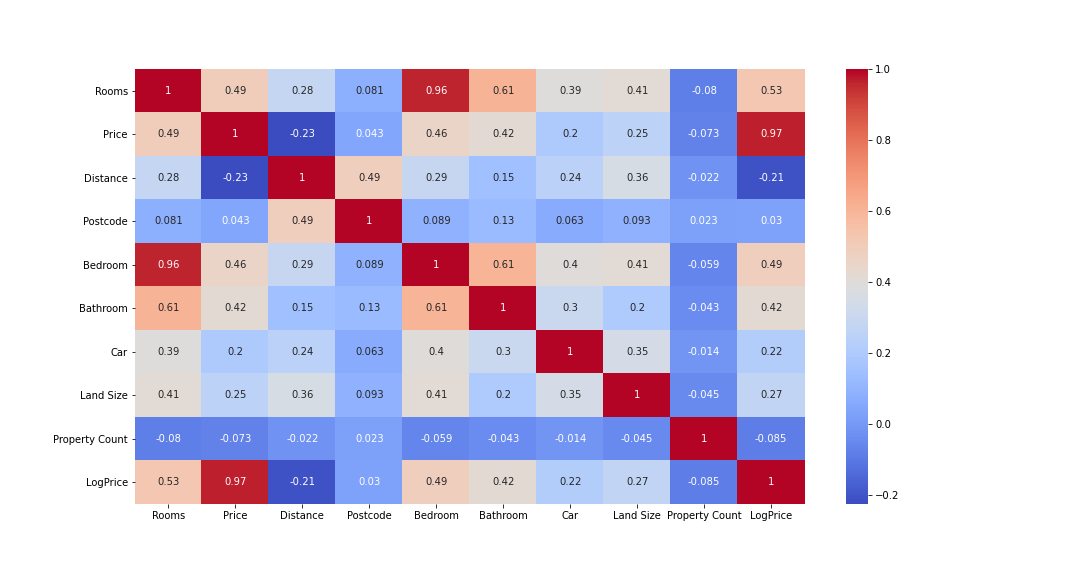 Rooms 1 0.49 0.28 0.081 0.96 0.61 0.39 0.41 -0.08 0.53
Price 0.49 1 -0.23 0.043 0.46 0.42 0.2 0.25 -0.073 0.97
Distance 0.28 -0.23 1 0.49 0.29 0.15 0.24 0.36 -0.022 -0.21
Postcode 0.081 0.043 0.49 1 0.089 0.13 0.063 0.093 0.023 0.03
Bedroom 0.96 0.46 0.29 0.089 1 0.61 0.4 0.41 -0.059 0.49
Bathroom 0.61 0.42 0.15 0.13 0.61 1 0.3 0.2 -0.043 0.42
Car 0.39 0.2 0.24 0.063 0.4 0.3 1 0.35 -0.014 0.22
Land Size 0.41 0.25 0.36 0.093 0.41 0.2 0.35 1 -0.045 0.27
Property Count -0.08 -0.073 -0.022 0.023 -0.059 -0.043 -0.014 -0.045 1 -0.085
LogPrice 0.53 0.97 -0.21 0.03 0.49 0.42 0.22 0.27 -0.085 1
Rooms Price Distance Postcode Bedroom Bathroom Car Land Size Property Count LogPrice
1.0
0.8
0.6
0.4
0.2
0.0
−0.2